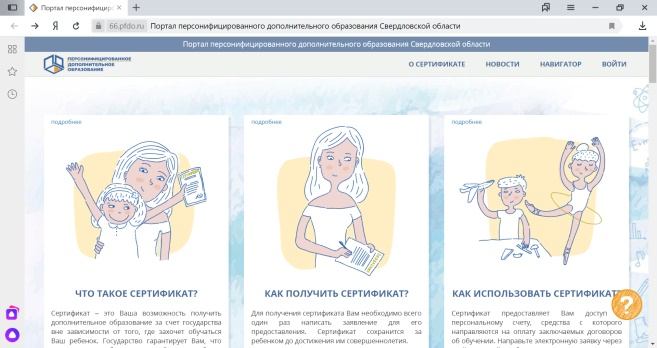 Портал персонифицир
66.pfdo.ru Портал персонифицированного дополнительного образования Свердловской области
Портал персонифицированного дополнительного образования Свердловской области
ПЕРСОНИФИЦИРОВАННОЕ
ДОПОЛНИТЕЛЬНОЕ
ОБРАЗОВАНИЕ
О СЕРТИФИКАТЕ НОВОСТИ НАВИГАТОР ВОЙТИ
подробнее
ЧТО ТАКОЕ СЕРТИФИКАТ?
Сертификат – это Ваша возможность получить
дополнительное образование за счет государства
вне зависимости от того, где захочет обучаться
Ваш ребенок. Государство гарантирует Вам, что
подробнее
КАК ПОЛУЧИТЬ СЕРТИФИКАТ?
Для получения сертификата Вам необходимо всего
один раз написать заявление для его
предоставления. Сертификат сохранится за
ребенком до достижения им совершеннолетия.
подробнее
КАК ИСПОЛЬЗОВАТЬ СЕРТИФИКАТ?
Сертификат предоставляет Вам доступ
персональному счету, средства с которого
направляются на оплату заключаемых договоров
об обучении. Направьте электронную заявку через